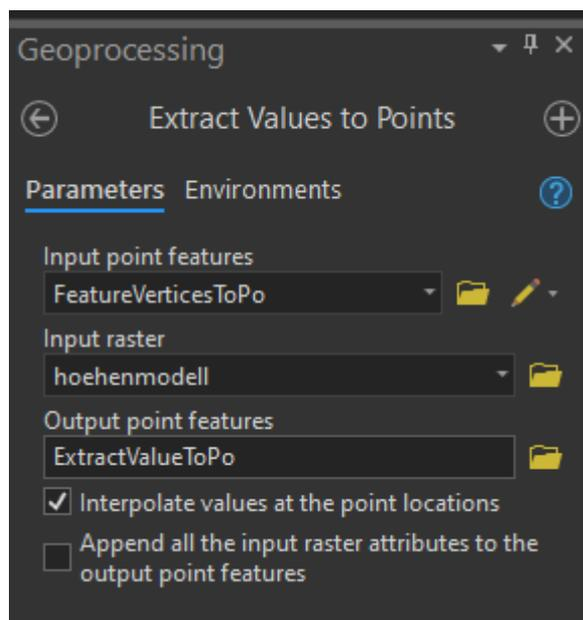 Geoprocessing
Extract Values to Points
Parameters Environments
?
Input point features
FeatureVerticesToPo
Input raster
hoehenmodell
Output point features
ExtractValueToPo
Interpolate values at the point locations
Append all the input raster attributes to the
output point features